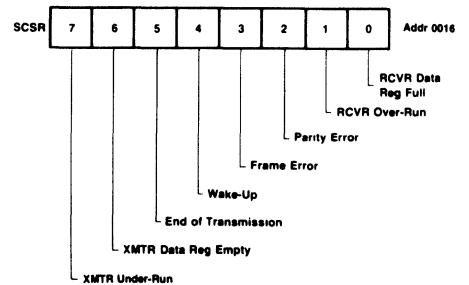 SCSR 7 6 5 4 3 2 1 0 Addr 0016
RCVR Data
Reg Full
RCVR Over-Run
Parity Error
Frame Error
Wake-Up
End of Transmission
XMTR Data Reg Empty
XMTR Under-Run